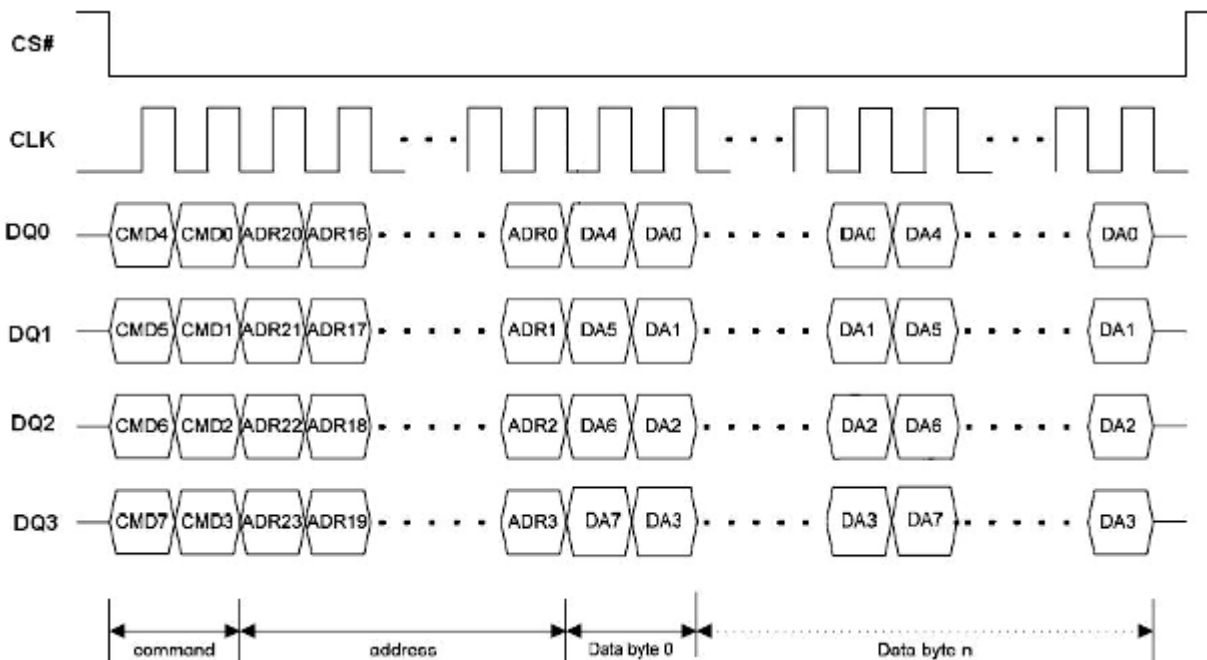 CS#
CLK
DQ0 CMD4 CMD0 ADR20 ADR16 ADR0 DA4 DA0 DA0 DA4 DA0
DQ1 CMD5 CMD1 ADR21 ADR17 ADR1 DA5 DA1 DA1 DA5 DA1
DQ2 CMD6 CMD2 ADR22 ADR18 ADR2 DA6 DA2 DA2 DA6 DA2
DQ3 CMD7 CMD3 ADR23 ADR19 ADR3 DA7 DA3 DA3 DA7 DA3
command address Data byte 0 Data byte n